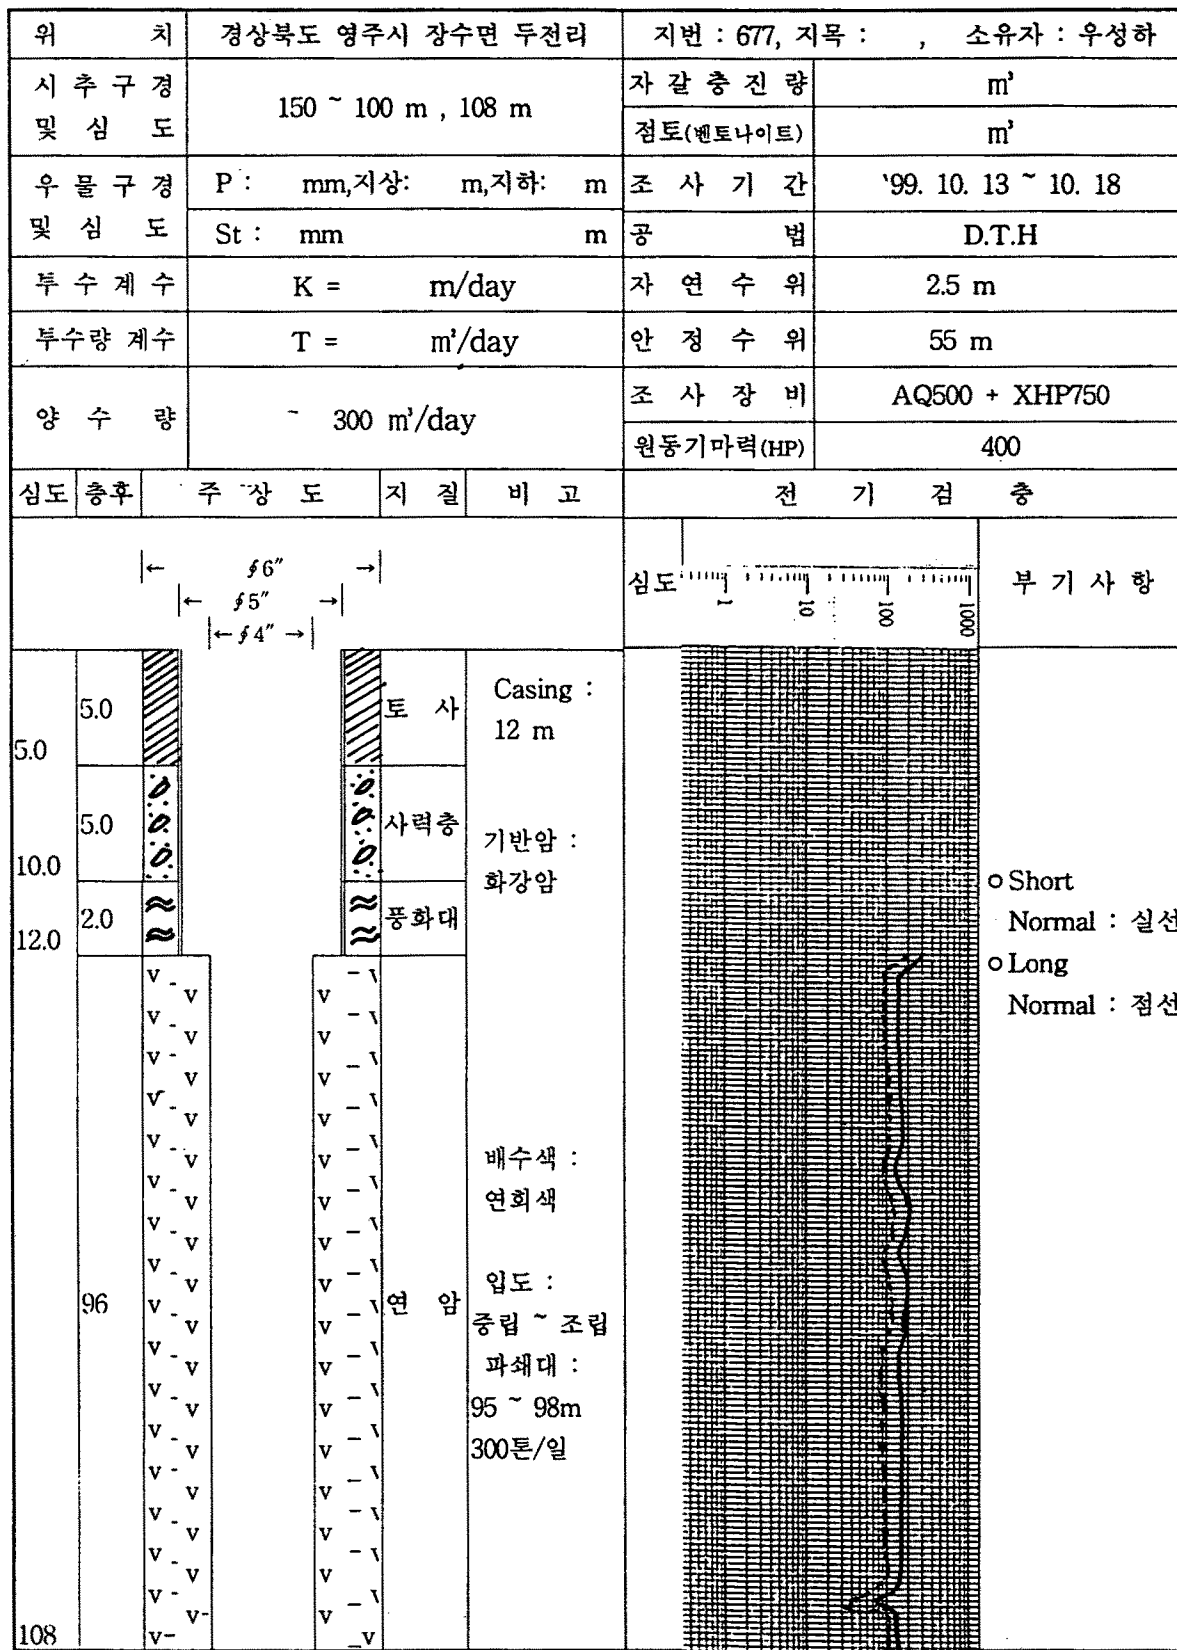 위 치 경상북도 영주시 장수면 두전리 지번 : 677, 지목 : , 소유자 : 우성하
시 추 구 경 및 심 도 150 ~ 100 m , 108 m
자 갈 충 진 량 m³
점토(벤토나이트) m³
우 물 구 경 및 심 도 P : mm,지상: m,지하: m
St : mm m
조 사 기 간 '99. 10. 13 ~ 10. 18
공 법 D.T.H
투 수 계 수 K = m/day 자 연 수 위 2.5 m
투수량 계수 T = m²/day 안 정 수 위 55 m
양 수 량 ~ 300 m³/day
조 사 장 비 AQ500 + XHP750
원동기마력(HP) 400
심도 층후 주 상 도 지 질 비 고 전 기 검 층
← ∮6" →
← ∮5" →
← ∮4" →
심도 1 10 100 1000 부 기 사 항
5.0 5.0 토 사
Casing :
12 m
10.0 5.0 사력층
기반암 :
화강암
12.0 2.0 풍화대
108 96 연 암
배수색 :
연회색
입도 :
중립 ~ 조립
파쇄대 :
95 ~ 98m
300톤/일
○ Short
Normal : 실선
○ Long
Normal : 점선